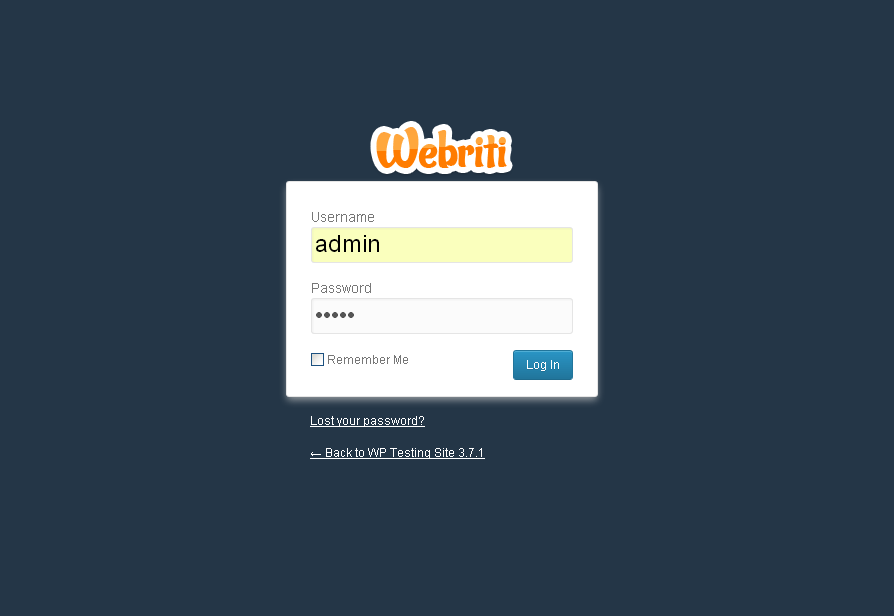 Webriti
Username
admin
Password
•••••
Remember Me
Log In
Lost your password?
← Back to WP Testing Site 3.7.1